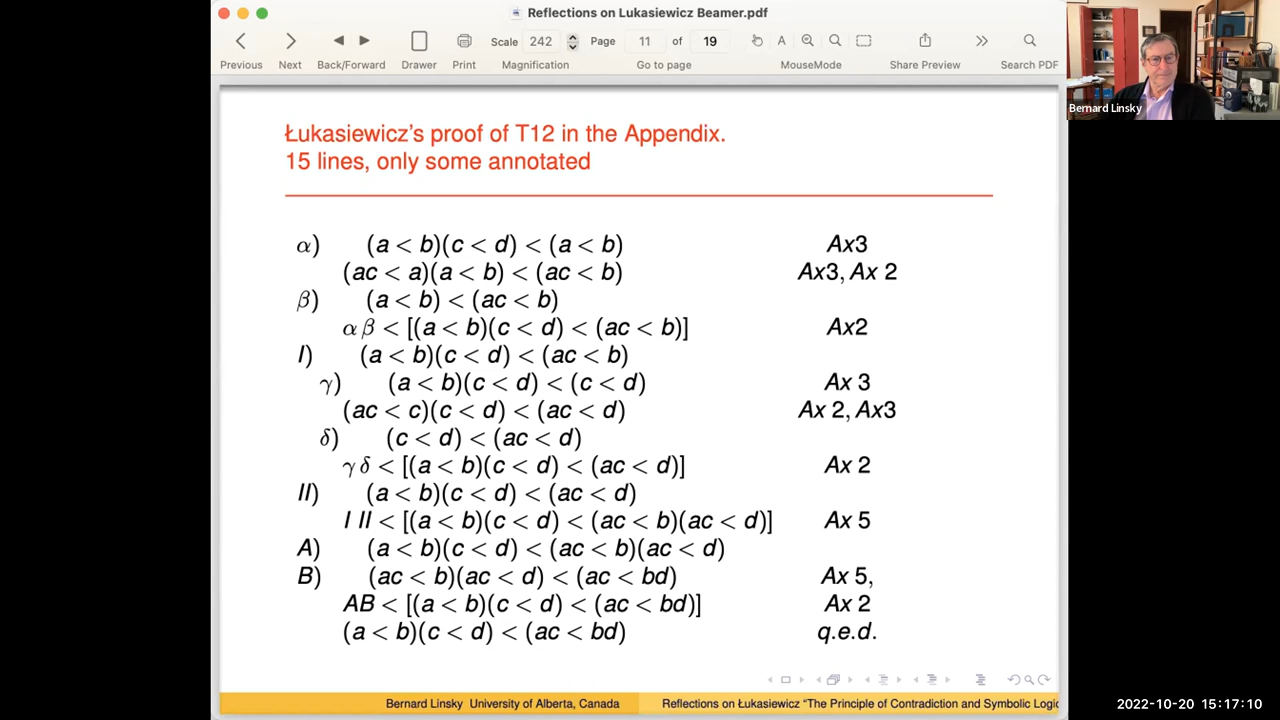 Reflections on Lukasiewicz Beamer.pdf
Scale 242 Page 11 of 19 A
Previous Next Back/Forward Drawer Print Magnification Go to page MouseMode Share Preview Search PDF
Bernard Linsky
Łukasiewicz's proof of T12 in the Appendix.
15 lines, only some annotated
α) (a < b)(c < d) < (a < b) Ax3
(ac < a)(a < b) < (ac < b) Ax3, Ax 2
β) (a < b) < (ac < b)
α β < [(a < b)(c < d) < (ac < b)] Ax2
I) (a < b)(c < d) < (ac < b)
γ) (a < b)(c < d) < (c < d) Ax 3
(ac < c)(c < d) < (ac < d) Ax 2, Ax3
δ) (c < d) < (ac < d)
γ δ < [(a < b)(c < d) < (ac < d)] Ax 2
II) (a < b)(c < d) < (ac < d)
I II < [(a < b)(c < d) < (ac < b)(ac < d)] Ax 5
A) (a < b)(c < d) < (ac < b)(ac < d)
B) (ac < b)(ac < d) < (ac < bd) Ax 5,
AB < [(a < b)(c < d) < (ac < bd)] Ax 2
(a < b)(c < d) < (ac < bd) q.e.d.
Bernard Linsky University of Alberta, Canada Reflections on Łukasiewicz "The Principle of Contradiction and Symbolic Logic
2022-10-20 15:17:10